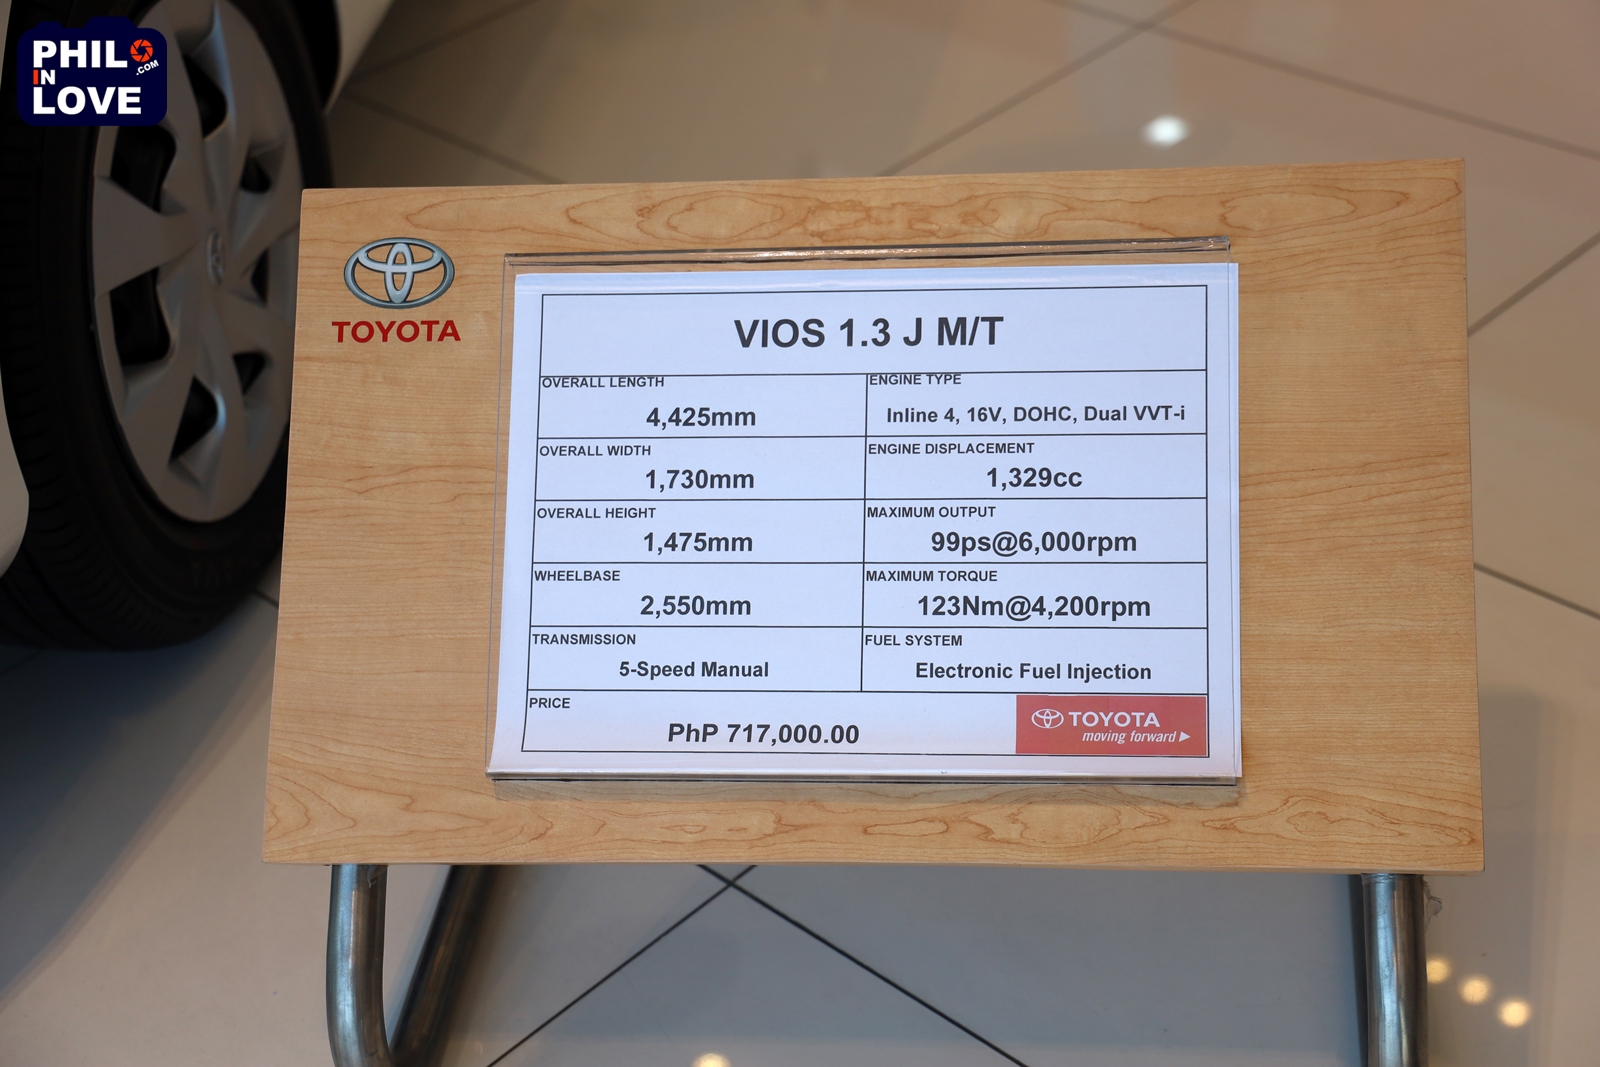 PHIL
IN
.COM
LOVE
TOYOTA
VIOS 1.3 J M/T
OVERALL LENGTH
4,425mm
ENGINE TYPE
Inline 4, 16V, DOHC, Dual VVT-i
OVERALL WIDTH
1,730mm
ENGINE DISPLACEMENT
1,329cc
OVERALL HEIGHT
1,475mm
MAXIMUM OUTPUT
99ps@6,000rpm
WHEELBASE
2,550mm
MAXIMUM TORQUE
123Nm@4,200rpm
TRANSMISSION
5-Speed Manual
FUEL SYSTEM
Electronic Fuel Injection
PRICE
PhP 717,000.00
TOYOTA
moving forward